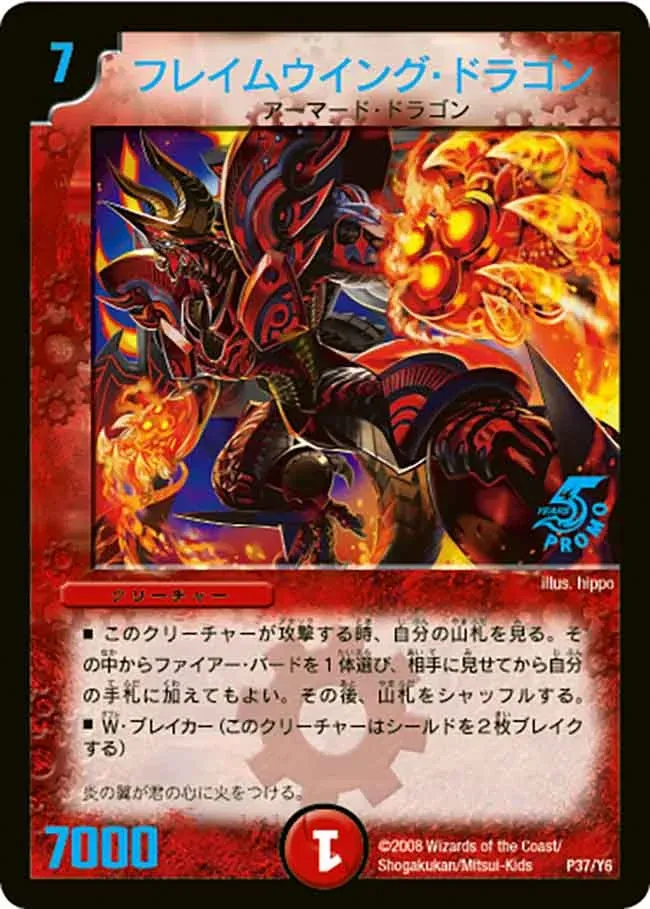 7
フレイムウイング・ドラゴン
アーマード・ドラゴン
5
YEARS
PROMO
illus. hippo
クリーチャー
■ このクリーチャーが攻撃する時、自分の山札を見る。そ
の中からファイアー・バードを1体選び、相手に見せてから自分
の手札に加えてもよい。その後、山札をシャッフルする。
■ W・ブレイカー(このクリーチャーはシールドを2枚ブレイク
する)
炎の翼が君の心に火をつける。
7000
1
©2008 Wizards of the Coast/
Shogakukan/Mitsui-Kids
P37/Y6